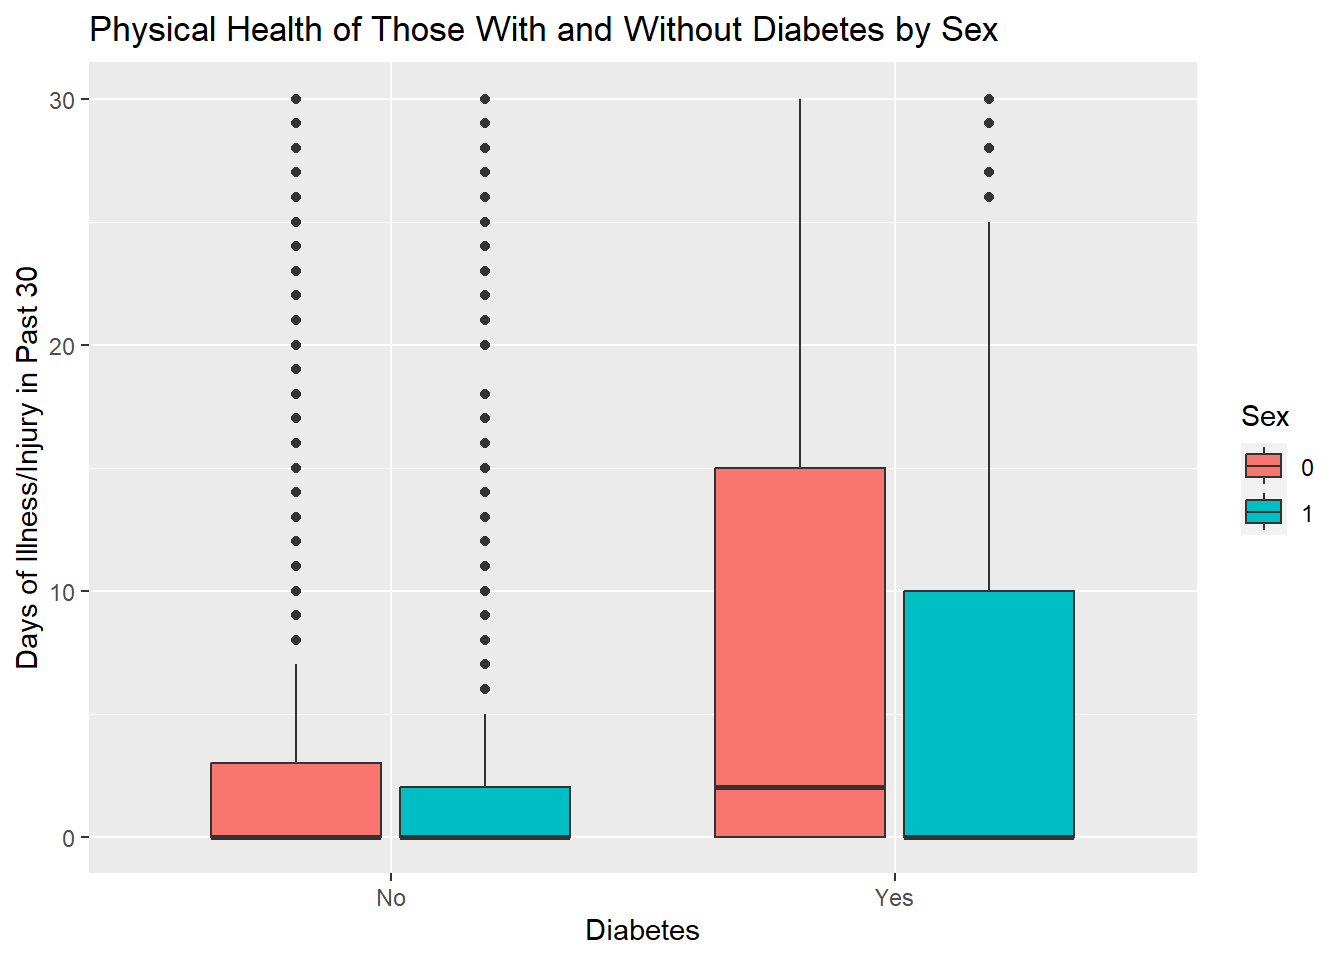 Physical Health of Those With and Without Diabetes by Sex
Days of Illness/Injury in Past 30
30
20
10
0
No
Yes
Diabetes
Sex
0
1